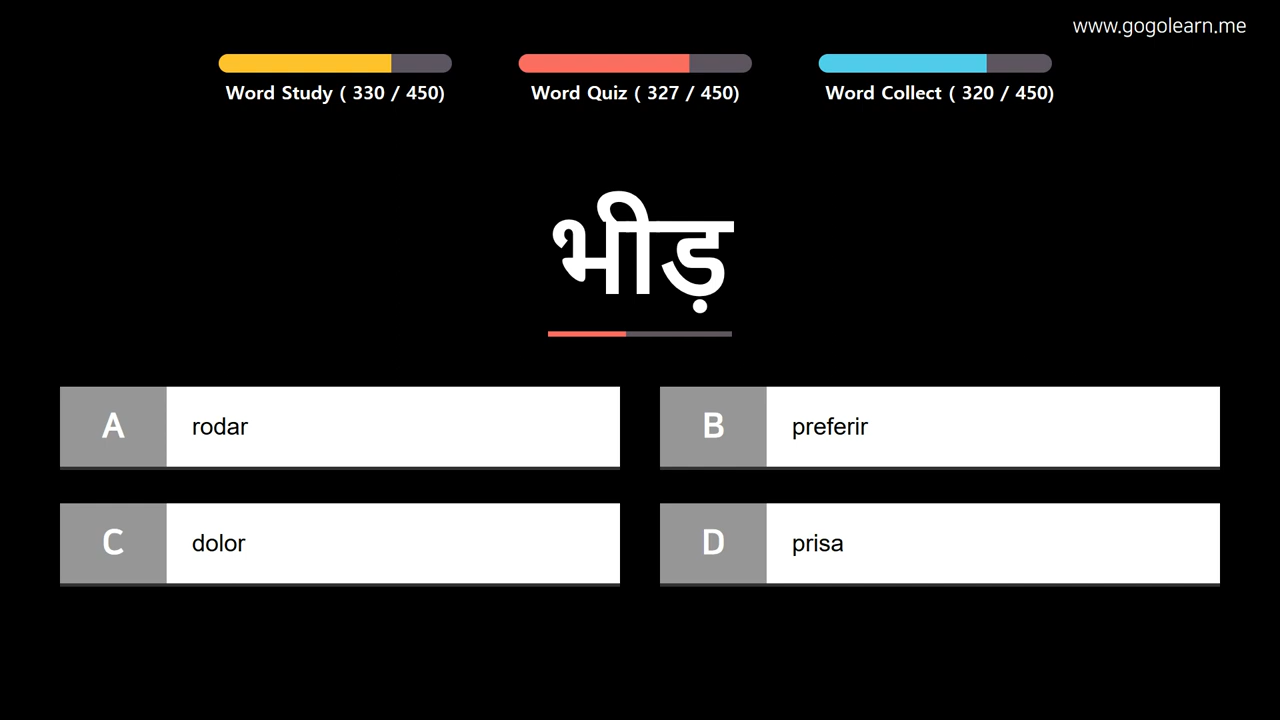 www.gogolearn.me
Word Study ( 330 / 450)
Word Quiz ( 327 / 450)
Word Collect ( 320 / 450)
भीड़
A rodar
B preferir
C dolor
D prisa